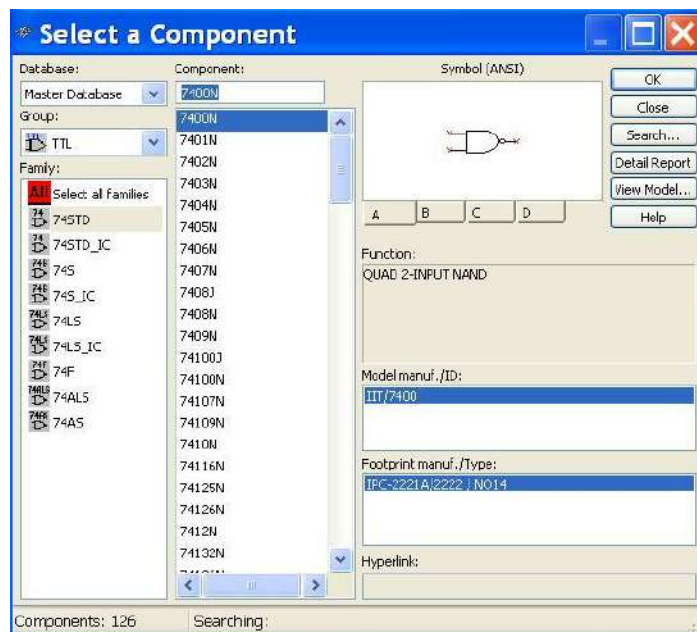 Select a Component
Database:
Master Database
Group:
TTL
Family:
All Select all families
74STD
74STD_IC
74S
74S_IC
74LS
74LS_IC
74F
74ALS
74AS
Component:
7400N
7400N
7401N
7402N
7403N
7404N
7405N
7406N
7407N
7408J
7408N
7409N
74100J
74100N
74107N
74109N
7410N
74116N
74125N
74126N
7412N
74132N
Symbol (ANSI)
A B C D
Function:
QUAD 2-INPUT NAND
Model manuf./ID:
IIT/7400
Footprint manuf./Type:
IPC-2221A/2222 / NO14
Hyperlink:
OK
Close
Search...
Detail Report
View Model...
Help
Components: 126 Searching: